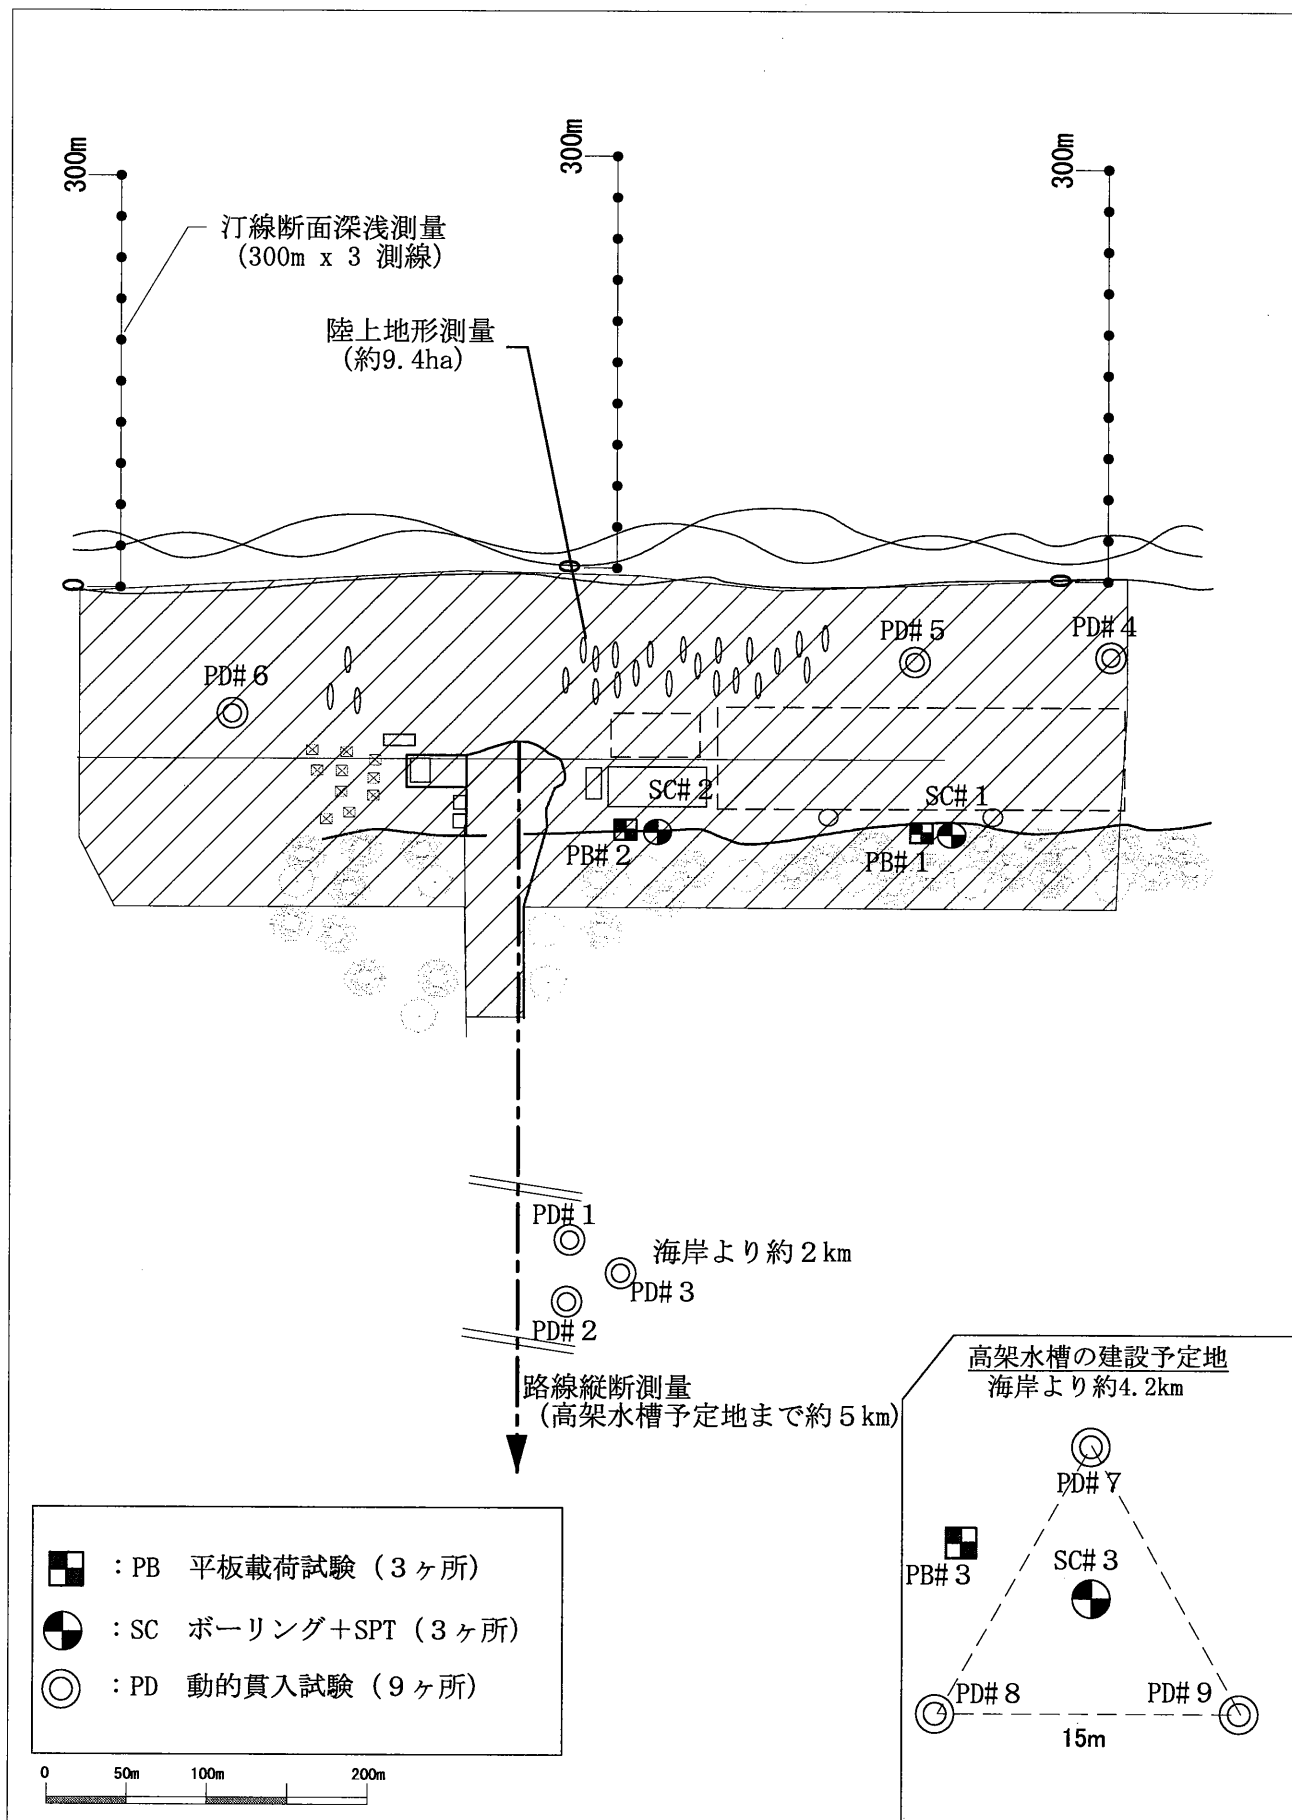 300m
300m
300m
汀線断面深浅測量
(300m x 3 測線)
陸上地形測量
(約9.4ha)
0
0
0
PD#6
PD#5
PD#4
SC#2
SC#1
PB#2
PB#1
PD#1
海岸より約2km
PD#3
PD#2
路線縦断測量
(高架水槽予定地まで約5km)
高架水槽の建設予定地
海岸より約4.2km
PD#7
PB#3
SC#3
PD#8
PD#9
15m
:PB 平板載荷試験(3ヶ所)
:SC ボーリング+SPT(3ヶ所)
:PD 動的貫入試験(9ヶ所)
0 50m 100m 200m